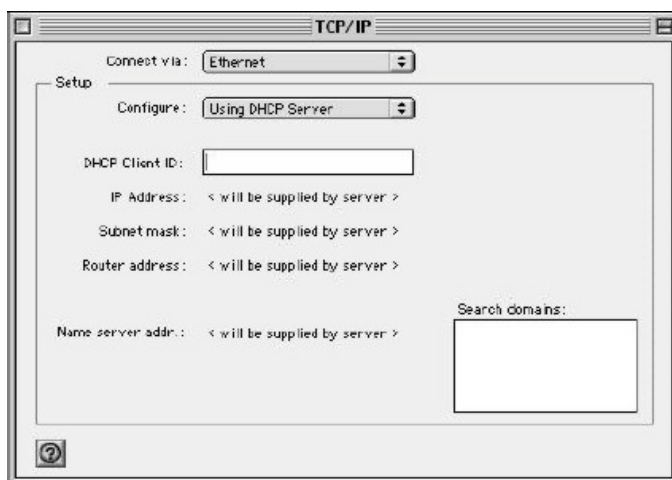 TCP/IP
Connect via: Ethernet
Setup
Configure: Using DHCP Server
DHCP Client ID:
IP Address: < will be supplied by server >
Subnet mask: < will be supplied by server >
Router address: < will be supplied by server >
Search domains:
Name server addr.: < will be supplied by server >
?